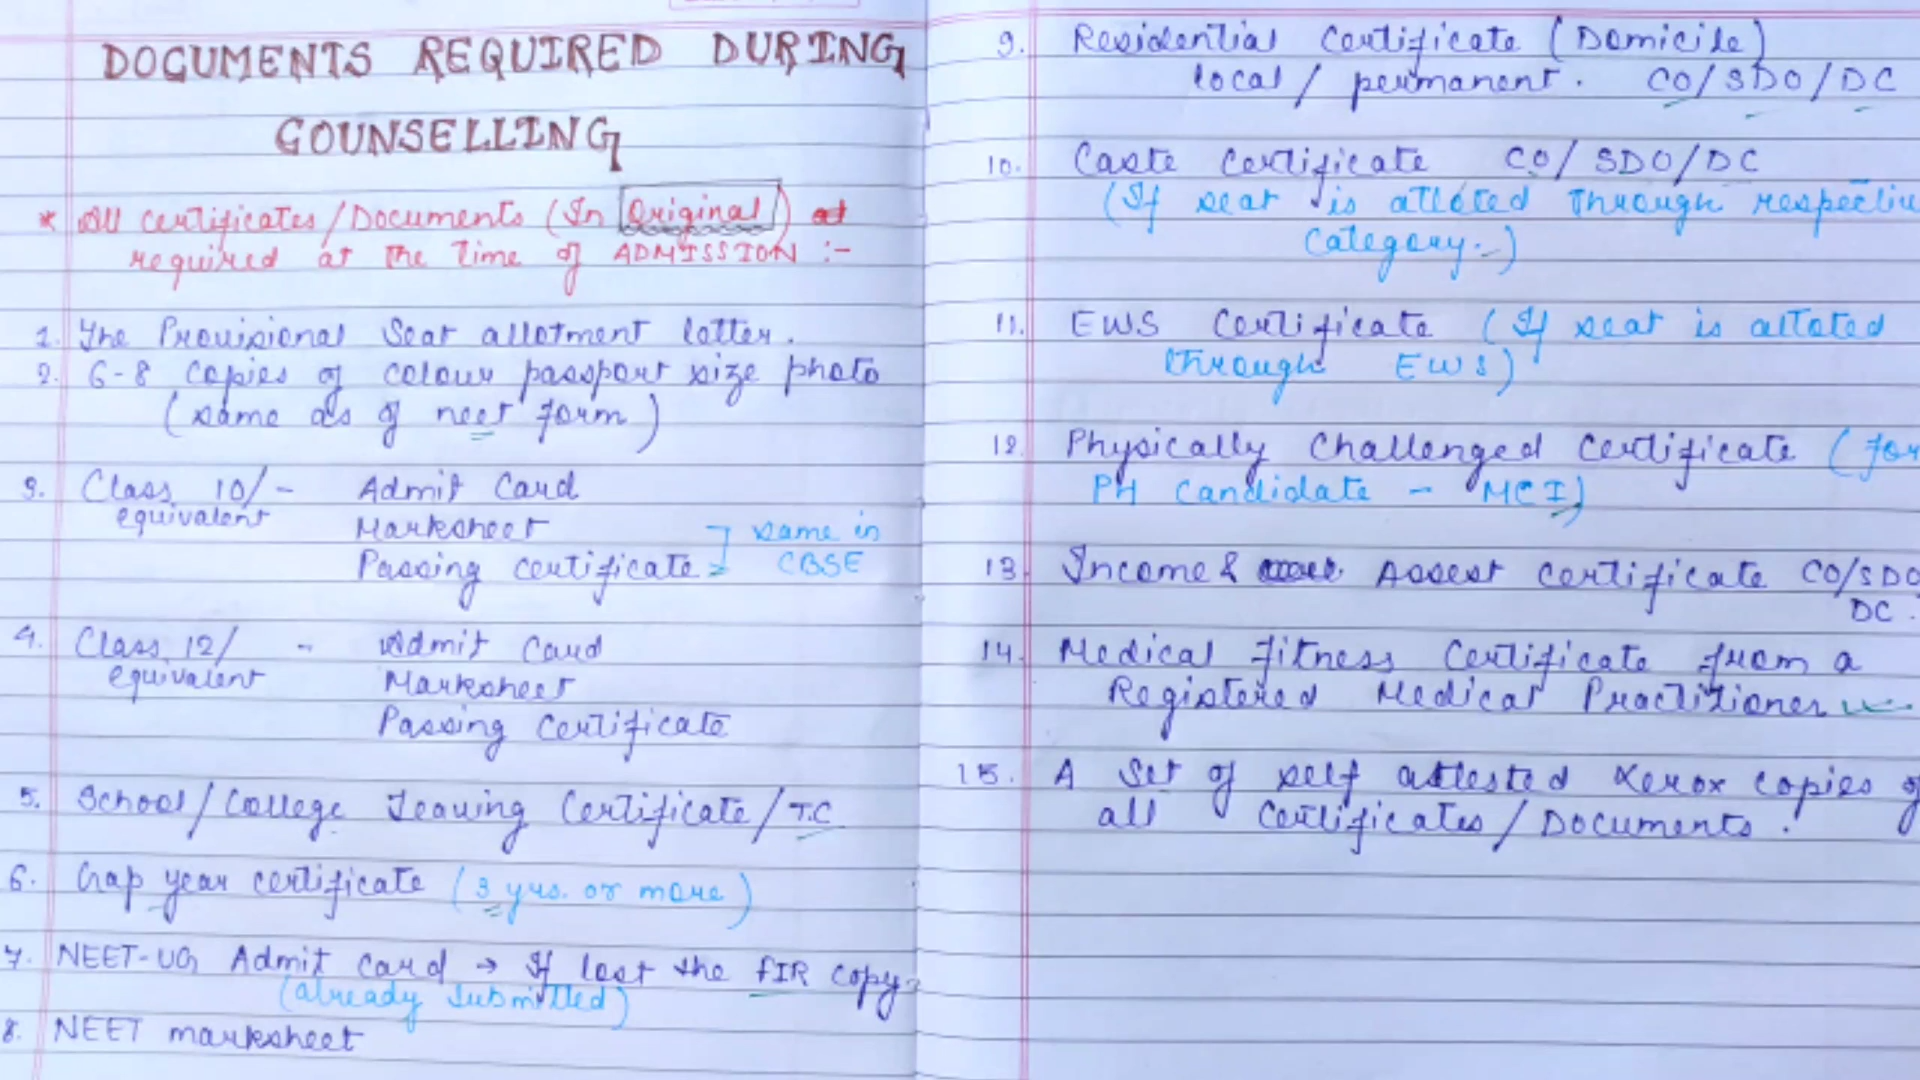 DOCUMENTS REQUIRED DURING
COUNSELLING
* All certificates/Documents (In Original)
required at the time of ADMISSION :-
1. The Provisional Seat allotment letter.
2. 6-8 copies of colour passport size photo
(same as of neet form)
3. Class 10/ - Admit Card
equivalent Marksheet
Passing certificate
same in
CBSE
4. Class 12/ - Admit Card
equivalent Marksheet
Passing Certificate
5. School/College Leaving Certificate/T.C
6. Gap year certificate (3 yrs. or more)
7. NEET-UG Admit Card → If lost the FIR copy
(already submitted)
8. NEET marksheet
9. Residential Certificate (Domicile)
local/permanent. CO/SDO/DC
10. Caste Certificate CO/SDO/DC
(If seat is alloted through respective
Category.-)
11. EWS Certificate (If seat is alloted
through EWS)
12. Physically Challenged Certificate (for
PH Candidate - MCI)
13. Income & Assest Certificate CO/SDO
DC.
14. Medical fitness Certificate from a
Registered Medical Practitioner
15. A Set of self attested Xerox copies of
all Certificates/Documents.